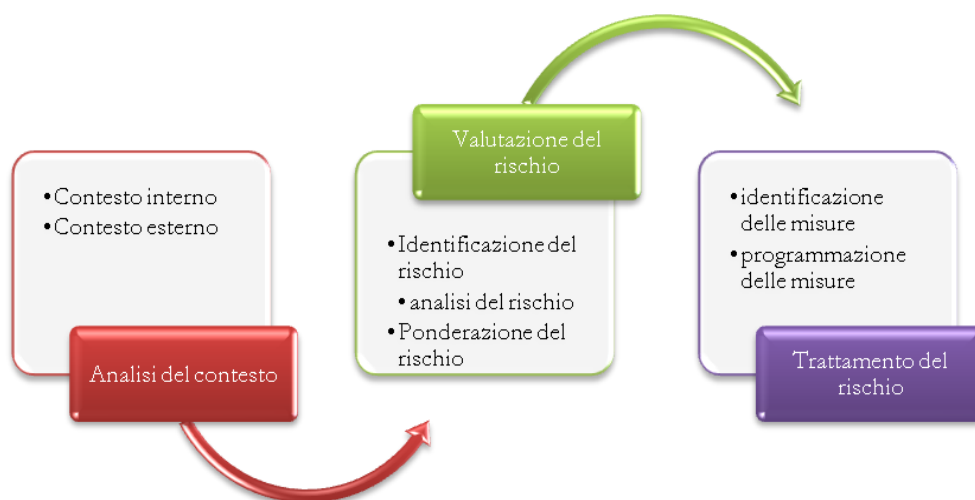 •Contesto interno
•Contesto esterno
Analisi del contesto
Valutazione del
rischio
•Identificazione del
rischio
•analisi del rischio
•Ponderazione del
rischio
•identificazione
delle misure
•programmazione
delle misure
Trattamento del
rischio